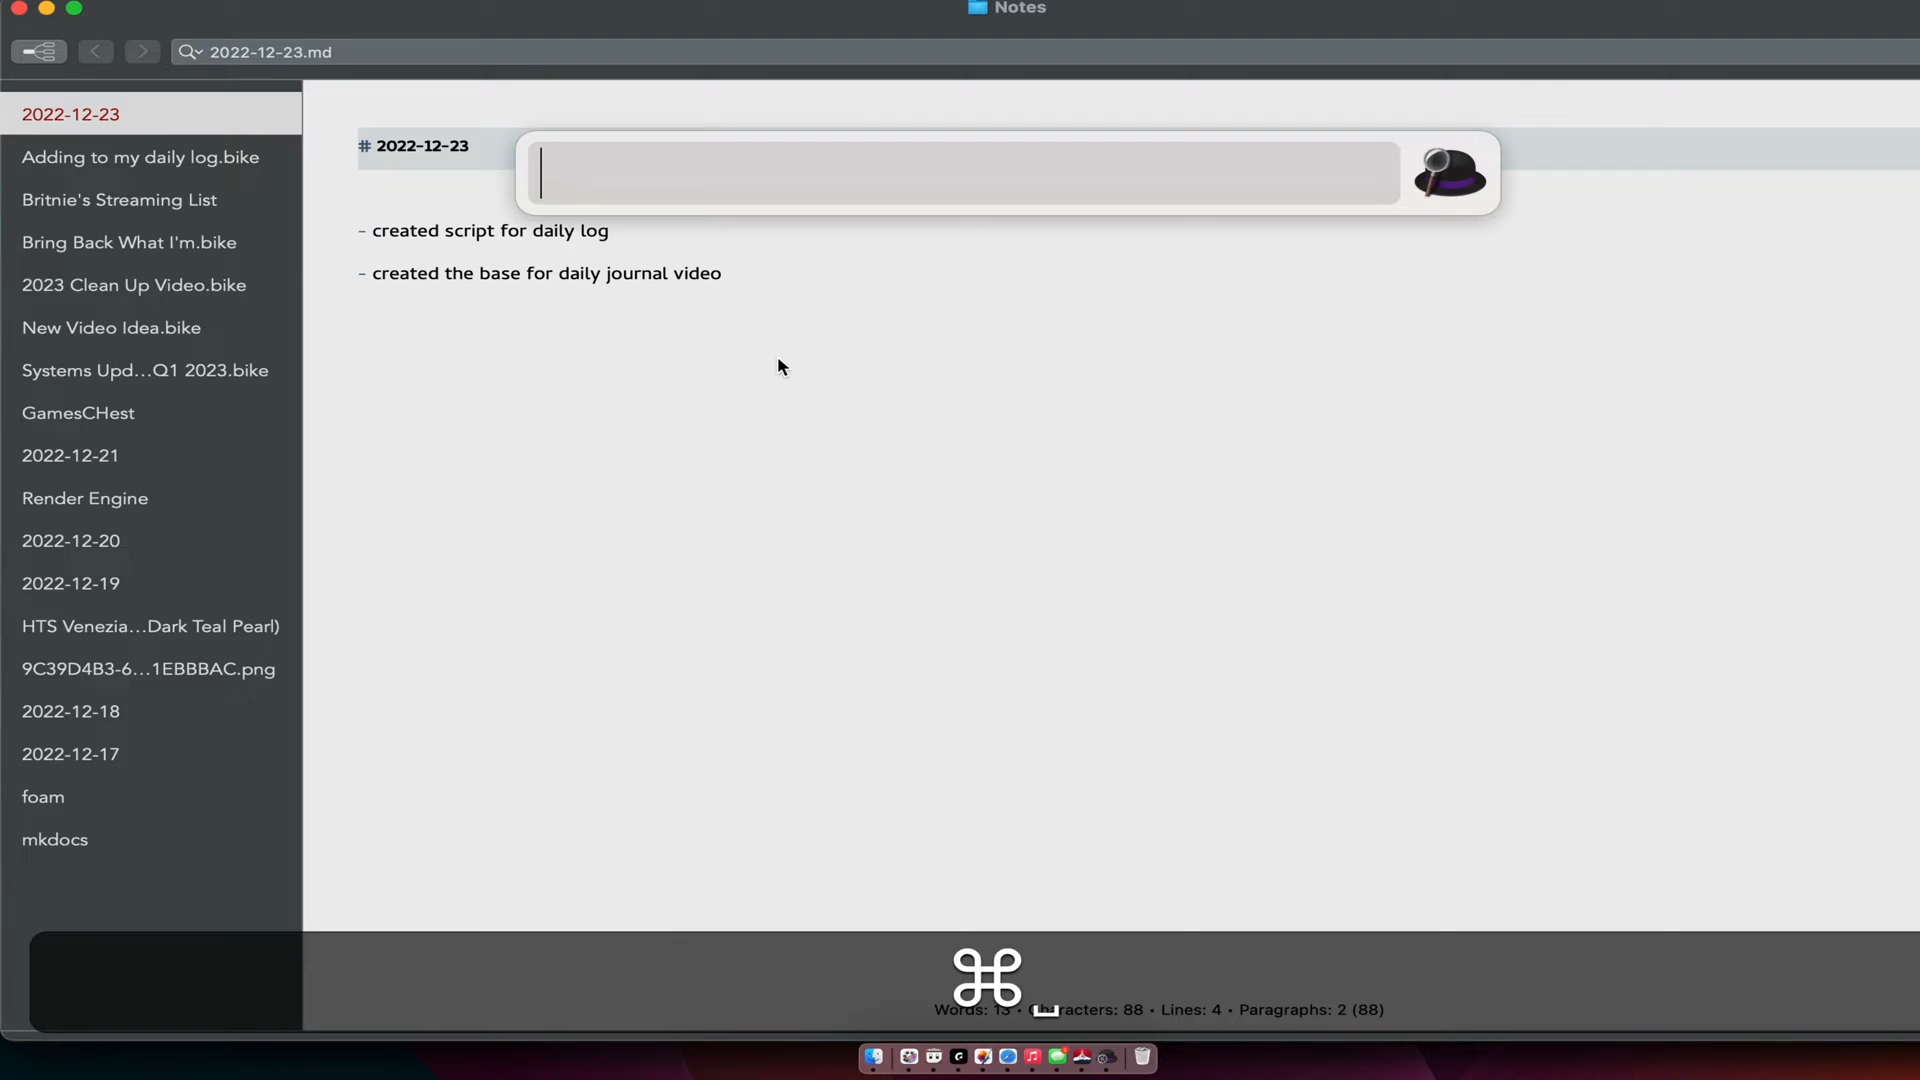 Notes
2022-12-23.md
2022-12-23
Adding to my daily log.bike
Britnie's Streaming List
Bring Back What I'm.bike
2023 Clean Up Video.bike
New Video Idea.bike
Systems Upd...Q1 2023.bike
GamesCHest
2022-12-21
Render Engine
2022-12-20
2022-12-19
HTS Venezia...Dark Teal Pearl)
9C39D4B3-6...1EBBBAC.png
2022-12-18
2022-12-17
foam
mkdocs
# 2022-12-23
- created script for daily log
- created the base for daily journal video
⌘ ⎵
Words: 13 • Characters: 88 • Lines: 4 • Paragraphs: 2 (88)